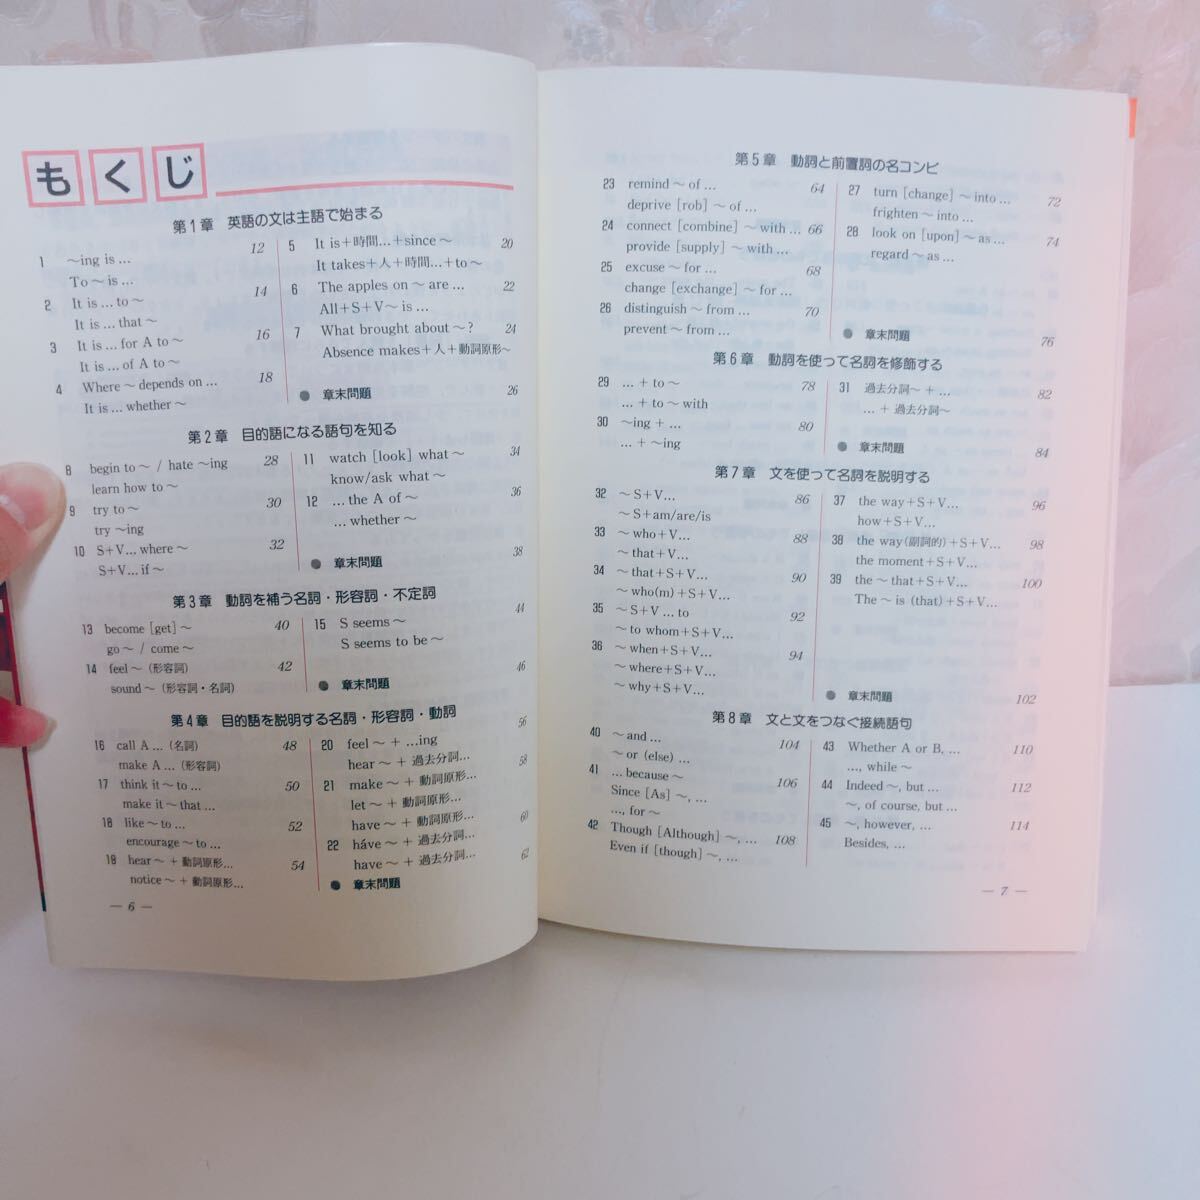 もくじ
第1章 英語の文は主語で始まる
1 〜ing is … 12
To 〜 is …
2 It is … to 〜 14
It is … that 〜
3 It is … for A to 〜 16
It is … of A to 〜
4 Where 〜 depends on … 18
It is … whether 〜
5 It is＋時間…＋since 〜 20
It takes＋人＋時間…＋to 〜
6 The apples on 〜 are … 22
All＋S＋V〜 is …
7 What brought about 〜? 24
Absence makes＋人＋動詞原形〜
● 章末問題 26
第2章 目的語になる語句を知る
8 begin to 〜 / hate 〜ing 28
learn how to 〜
9 try to 〜 30
try 〜ing
10 S+V… where 〜 32
S+V… if 〜
11 watch [look] what 〜 34
know/ask what 〜
12 … the A of 〜 36
… whether 〜
● 章末問題 38
第3章 動詞を補う名詞・形容詞・不定詞
13 become [get] 〜 40
go 〜 / come 〜
14 feel 〜（形容詞） 42
sound 〜（形容詞・名詞）
15 S seems 〜 44
S seems to be 〜
● 章末問題 46
第4章 目的語を説明する名詞・形容詞・動詞
16 call A …（名詞） 48
make A …（形容詞）
17 think it 〜 to … 50
make it 〜 that …
18 like 〜 to … 52
encourage 〜 to …
19 hear 〜 ＋ 動詞原形… 54
notice 〜 ＋ 動詞原形…
20 feel 〜 ＋ …ing 56
hear 〜 ＋ 過去分詞…
21 make 〜 ＋ 動詞原形… 58
let 〜 ＋ 動詞原形…
have 〜 ＋ 動詞原形…
22 háve 〜 ＋ 過去分詞… 60
have 〜 ＋ 過去分詞…
● 章末問題 62
― 6 ―
第5章 動詞と前置詞の名コンビ
23 remind 〜 of … 64
deprive [rob] 〜 of …
24 connect [combine] 〜 with … 66
provide [supply] 〜 with …
25 excuse 〜 for … 68
change [exchange] 〜 for …
26 distinguish 〜 from … 70
prevent 〜 from …
27 turn [change] 〜 into … 72
frighten 〜 into …
28 look on [upon] 〜 as … 74
regard 〜 as …
● 章末問題 76
第6章 動詞を使って名詞を修飾する
29 … ＋ to 〜 78
… ＋ to 〜 with
30 〜ing ＋ … 80
… ＋ 〜ing
31 過去分詞〜 ＋ … 82
… ＋ 過去分詞〜
● 章末問題 84
第7章 文を使って名詞を説明する
32 〜 S＋V… 86
〜 S＋am/are/is
33 〜 who＋V… 88
〜 that＋V…
34 〜 that＋S＋V… 90
〜 who(m)＋S＋V…
35 〜 S＋V … to 92
〜 to whom＋S＋V…
36 〜 when＋S＋V… 94
〜 where＋S＋V…
〜 why＋S＋V…
37 the way＋S＋V… 96
how＋S＋V…
38 the way（副詞的）＋S＋V… 98
the moment＋S＋V…
39 the 〜 that＋S＋V… 100
The 〜 is (that)＋S＋V…
● 章末問題 102
第8章 文と文をつなぐ接続語句
40 〜 and … 104
〜 or (else) …
41 … because 〜 106
Since [As] 〜, …
…, for 〜
42 Though [Although] 〜, … 108
Even if [though] 〜, …
43 Whether A or B, … 110
…, while 〜
44 Indeed 〜, but … 112
〜, of course, but …
45 〜, however, … 114
Besides, …
― 7 ―